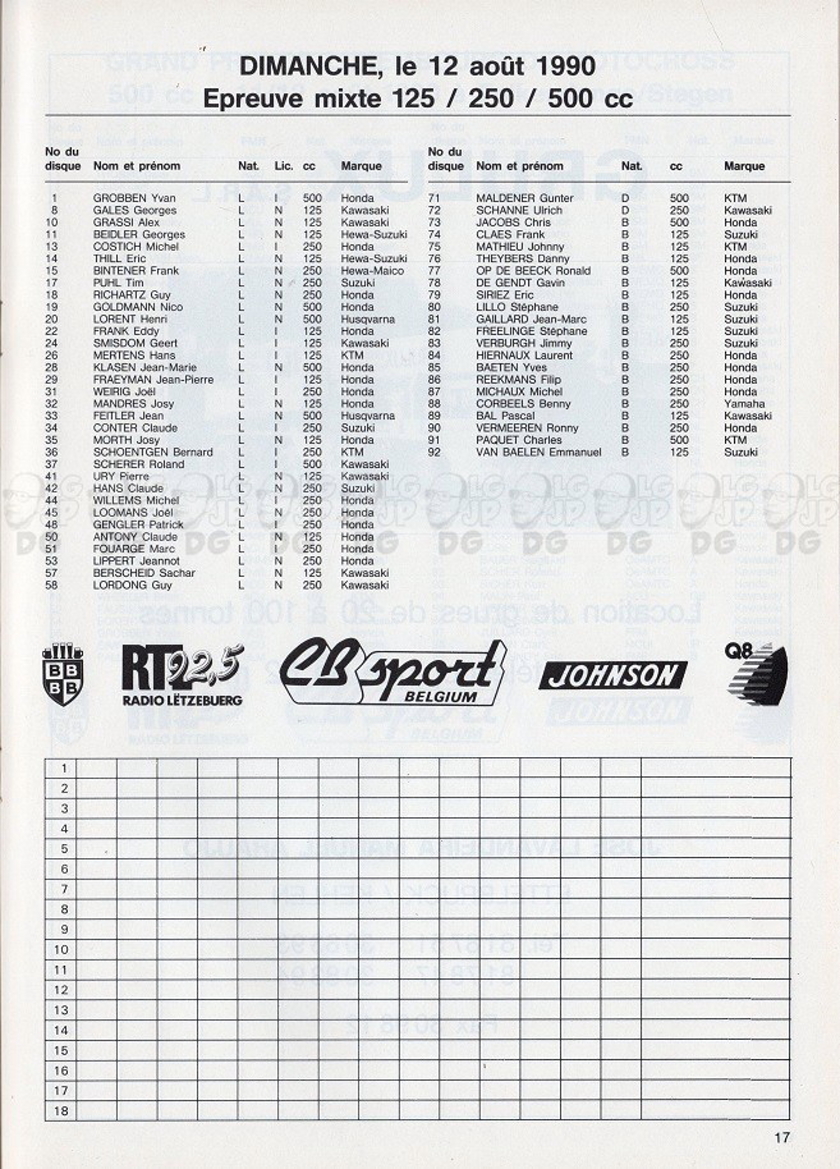 DIMANCHE, le 12 août 1990
Epreuve mixte 125 / 250 / 500 cc
No du disque Nom et prénom Nat. Lic. cc Marque
1 GROBBEN Yvan L I 500 Honda
8 GALES Georges L N 125 Kawasaki
10 GRASSI Alex L N 125 Kawasaki
11 BEIDLER Georges L N 125 Hewa-Suzuki
13 COSTICH Michel L I 250 Honda
14 THILL Eric L N 125 Hewa-Suzuki
15 BINTENER Frank L N 250 Hewa-Maico
17 PUHL Tim L N 250 Suzuki
18 RICHARTZ Guy L N 250 Honda
19 GOLDMANN Nico L N 500 Honda
20 LORENT Henri L N 500 Husqvarna
22 FRANK Eddy L I 125 Honda
24 SMISDOM Geert L I 125 Kawasaki
26 MERTENS Hans L I 125 KTM
28 KLASEN Jean-Marie L N 500 Honda
29 FRAEYMAN Jean-Pierre L I 125 Honda
31 WEIRIG Joël L I 250 Honda
32 MANDRES Josy L N 125 Honda
33 FEITLER Jean L N 500 Husqvarna
34 CONTER Claude L I 250 Suzuki
35 MORTH Josy L N 125 Honda
36 SCHOENTGEN Bernard L I 250 KTM
37 SCHERER Roland L I 500 Kawasaki
41 URY Pierre L N 125 Kawasaki
42 HANS Claude L I 250 Suzuki
44 WILLEMS Michel L I 250 Honda
45 LOOMANS Joël L N 250 Honda
48 GENGLER Patrick L I 250 Honda
50 ANTONY Claude L N 125 Honda
51 FOUARGE Marc L I 250 Honda
53 LIPPERT Jeannot L N 250 Honda
57 BERSCHEID Sachar L N 125 Kawasaki
58 LORDONG Guy L N 250 Kawasaki
No du disque Nom et prénom Nat. cc Marque
71 MALDENER Gunter D 500 KTM
72 SCHANNE Ulrich D 250 Kawasaki
73 JACOBS Chris B 500 Honda
74 CLAES Frank B 125 Suzuki
75 MATHIEU Johnny B 125 KTM
76 THEYBERS Danny B 125 Honda
77 OP DE BEECK Ronald B 500 Honda
78 DE GENDT Gavin B 125 Kawasaki
79 SIRIEZ Eric B 125 Honda
80 LILLO Stéphane B 250 Suzuki
81 GAILLARD Jean-Marc B 125 Suzuki
82 FREELINGE Stéphane B 125 Suzuki
83 VERBURGH Jimmy B 250 Suzuki
84 HIERNAUX Laurent B 250 Honda
85 BAETEN Yves B 250 Honda
86 REEKMANS Filip B 250 Honda
87 MICHAUX Michel B 250 Honda
88 CORBEELS Benny B 250 Yamaha
89 BAL Pascal B 125 Kawasaki
90 VERMEEREN Ronny B 250 Honda
91 PAQUET Charles B 500 KTM
92 VAN BAELEN Emmanuel B 125 Suzuki
BB BB
RTL 92,5
RADIO LËTZEBUERG
CB sport
BELGIUM
JOHNSON
Q8
1
2
3
4
5
6
7
8
9
10
11
12
13
14
15
16
17
18
17